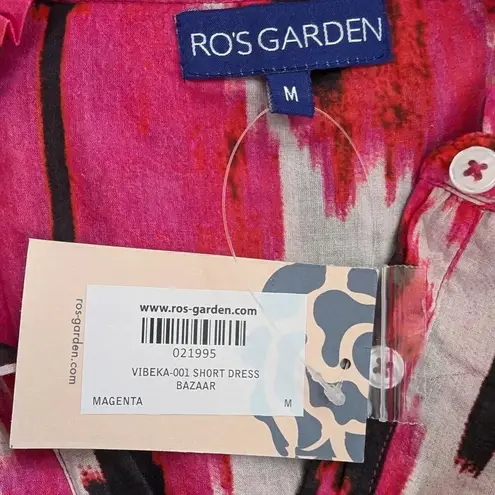 RO'S GARDEN
M
ros-garden.com
www.ros-garden.com
021995
VIBEKA-001 SHORT DRESS
BAZAAR
MAGENTA M